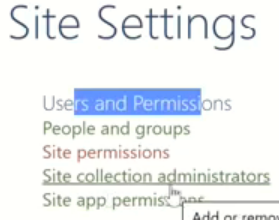 Site Settings
Users and Permissions
People and groups
Site permissions
Site collection administrators
Site app permissions
Add or remo